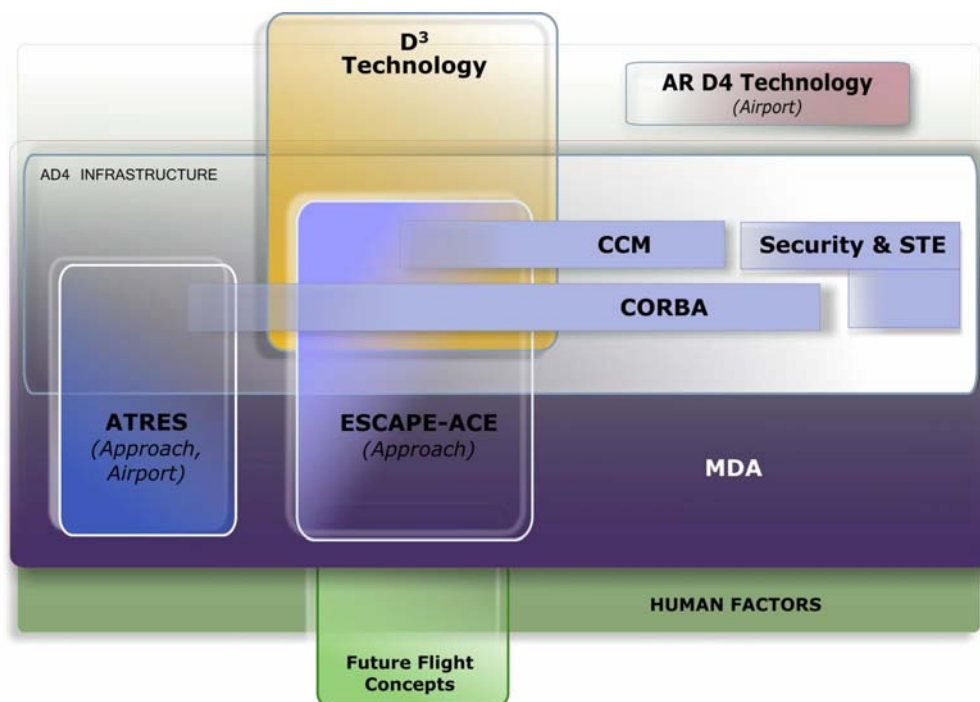 D³
Technology
AR D4 Technology
(Airport)
AD4 INFRASTRUCTURE
CCM
Security & STE
CORBA
ATRES
(Approach,
Airport)
ESCAPE-ACE
(Approach)
MDA
HUMAN FACTORS
Future Flight
Concepts